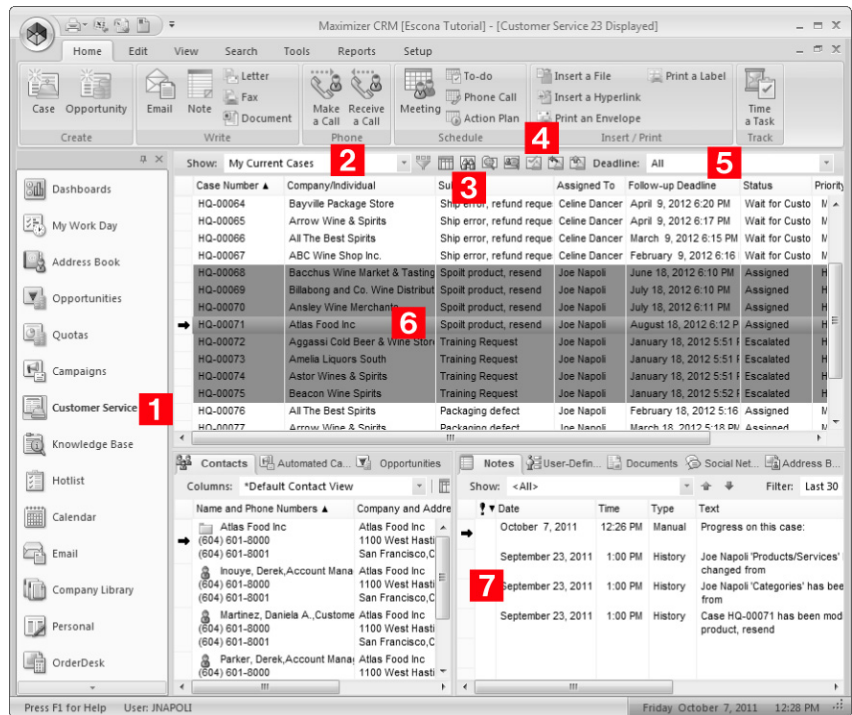 Maximizer CRM [Escona Tutorial] - [Customer Service 23 Displayed]
Home Edit View Search Tools Reports Setup
Case Opportunity
Create
Email Note Letter Fax Document
Write
Make a Call Receive a Call
Phone
Meeting To-do Phone Call Action Plan
Schedule
Insert a File Insert a Hyperlink Print an Envelope Print a Label
Insert / Print
Time a Task
Track
4
Show: My Current Cases 2 3 Deadline: All 5
Case Number ▲ Company/Individual Assigned To Follow-up Deadline Status Priority
HQ-00064 Bayville Package Store Ship error, refund reque Celine Dancer April 9, 2012 6:20 PM Wait for Custo
HQ-00065 Arrow Wine & Spirits Ship error, refund reque Celine Dancer April 9, 2012 6:17 PM Wait for Custo
HQ-00066 All The Best Spirits Ship error, refund reque Celine Dancer March 9, 2012 6:15 PM Wait for Custo
HQ-00067 ABC Wine Shop Inc. Ship error, refund reque Celine Dancer February 9, 2012 6:16 Wait for Custo
HQ-00068 Bacchus Wine Market & Tasting Spoilt product, resend Joe Napoli June 18, 2012 6:10 PM Assigned H
HQ-00069 Billabong and Co. Wine Distribut Spoilt product, resend Joe Napoli July 18, 2012 6:10 PM Assigned H
HQ-00070 Ansley Wine Merchants Spoilt product, resend Joe Napoli July 18, 2012 6:11 PM Assigned H
HQ-00071 Atlas Food Inc 6 Spoilt product, resend Joe Napoli August 18, 2012 6:12 P Assigned H
HQ-00072 Aggassi Cold Beer & Wine Store Training Request Joe Napoli January 18, 2012 5:51 Escalated H
HQ-00073 Amelia Liquors South Training Request Joe Napoli January 18, 2012 5:51 Escalated H
HQ-00074 Astor Wines & Spirits Training Request Joe Napoli January 18, 2012 5:51 Escalated H
HQ-00075 Beacon Wine Spirits Training Request Joe Napoli January 18, 2012 5:52 Escalated H
HQ-00076 All The Best Spirits Packaging defect Joe Napoli February 18, 2012 5:16 Assigned
HQ-00077 Arrow Wine & Spirits Packaging defect Joe Napoli March 18, 2012 5:18 PM Assigned
Dashboards
My Work Day
Address Book
Opportunities
Quotas
Campaigns
Customer Service 1
Knowledge Base
Hotlist
Calendar
Email
Company Library
Personal
OrderDesk
Contacts Automated Ca... Opportunities
Columns: *Default Contact View
Name and Phone Numbers ▲ Company and Addre
Atlas Food Inc Atlas Food Inc
(604) 601-8000 1100 West Hasti
(604) 601-8001 San Francisco,C
Inouye, Derek,Account Mana Atlas Food Inc
(604) 601-8000 1100 West Hasti
(604) 601-8001 San Francisco,C
Martinez, Daniela A.,Custome Atlas Food Inc
(604) 601-8000 1100 West Hasti
(604) 601-8001 San Francisco,C
Parker, Derek,Account Mana Atlas Food Inc
(604) 601-8000 1100 West Hasti
Notes User-Defin... Documents Social Net... Address B...
Show: <All> Filter: Last 30
! ▼ Date Time Type Text
October 7, 2011 12:26 PM Manual Progress on this case:
September 23, 2011 1:00 PM History Joe Napoli 'Products/Services'
changed from
7 September 23, 2011 1:00 PM History Joe Napoli 'Categories' has bee
from
September 23, 2011 1:00 PM History Case HQ-00071 has been mod
product, resend
Press F1 for Help User: JNAPOLI Friday October 7, 2011 12:28 PM